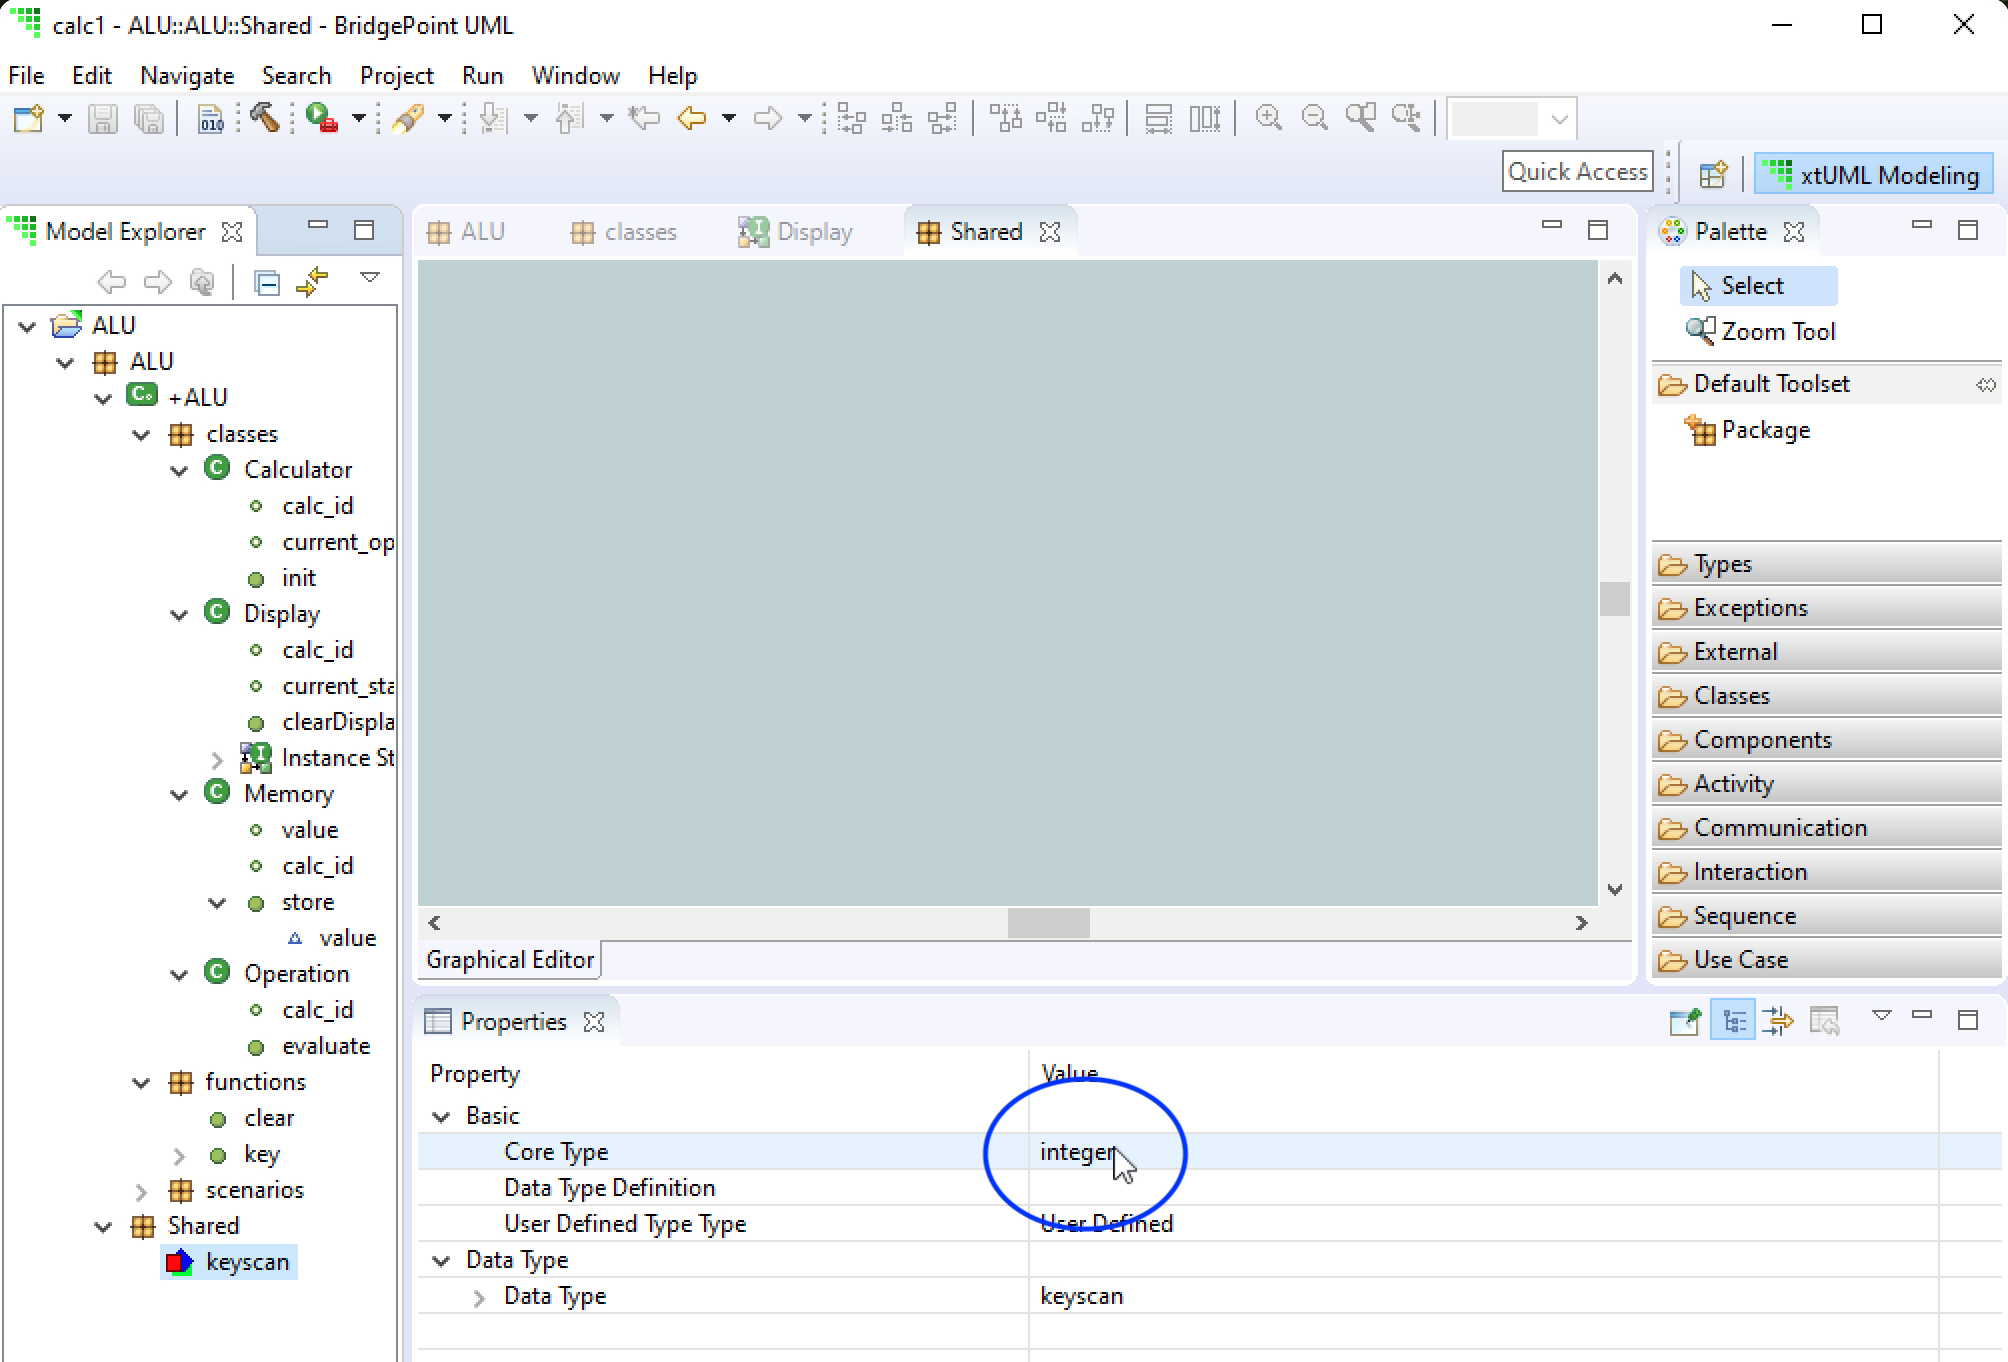 calc1 - ALU::ALU::Shared - BridgePoint UML
File Edit Navigate Search Project Run Window Help
010
Quick Access
xtUML Modeling
Model Explorer
ALU
ALU
+ALU
classes
Calculator
calc_id
current_op
init
Display
calc_id
current_sta
clearDispla
Instance St
Memory
value
calc_id
store
value
Operation
calc_id
evaluate
functions
clear
key
scenarios
Shared
keyscan
ALU classes Display Shared
Graphical Editor
Palette
Select
Zoom Tool
Default Toolset
Package
Types
Exceptions
External
Classes
Components
Activity
Communication
Interaction
Sequence
Use Case
Properties
Property Value
Basic
Core Type integer
Data Type Definition
User Defined Type Type User Defined
Data Type
Data Type keyscan